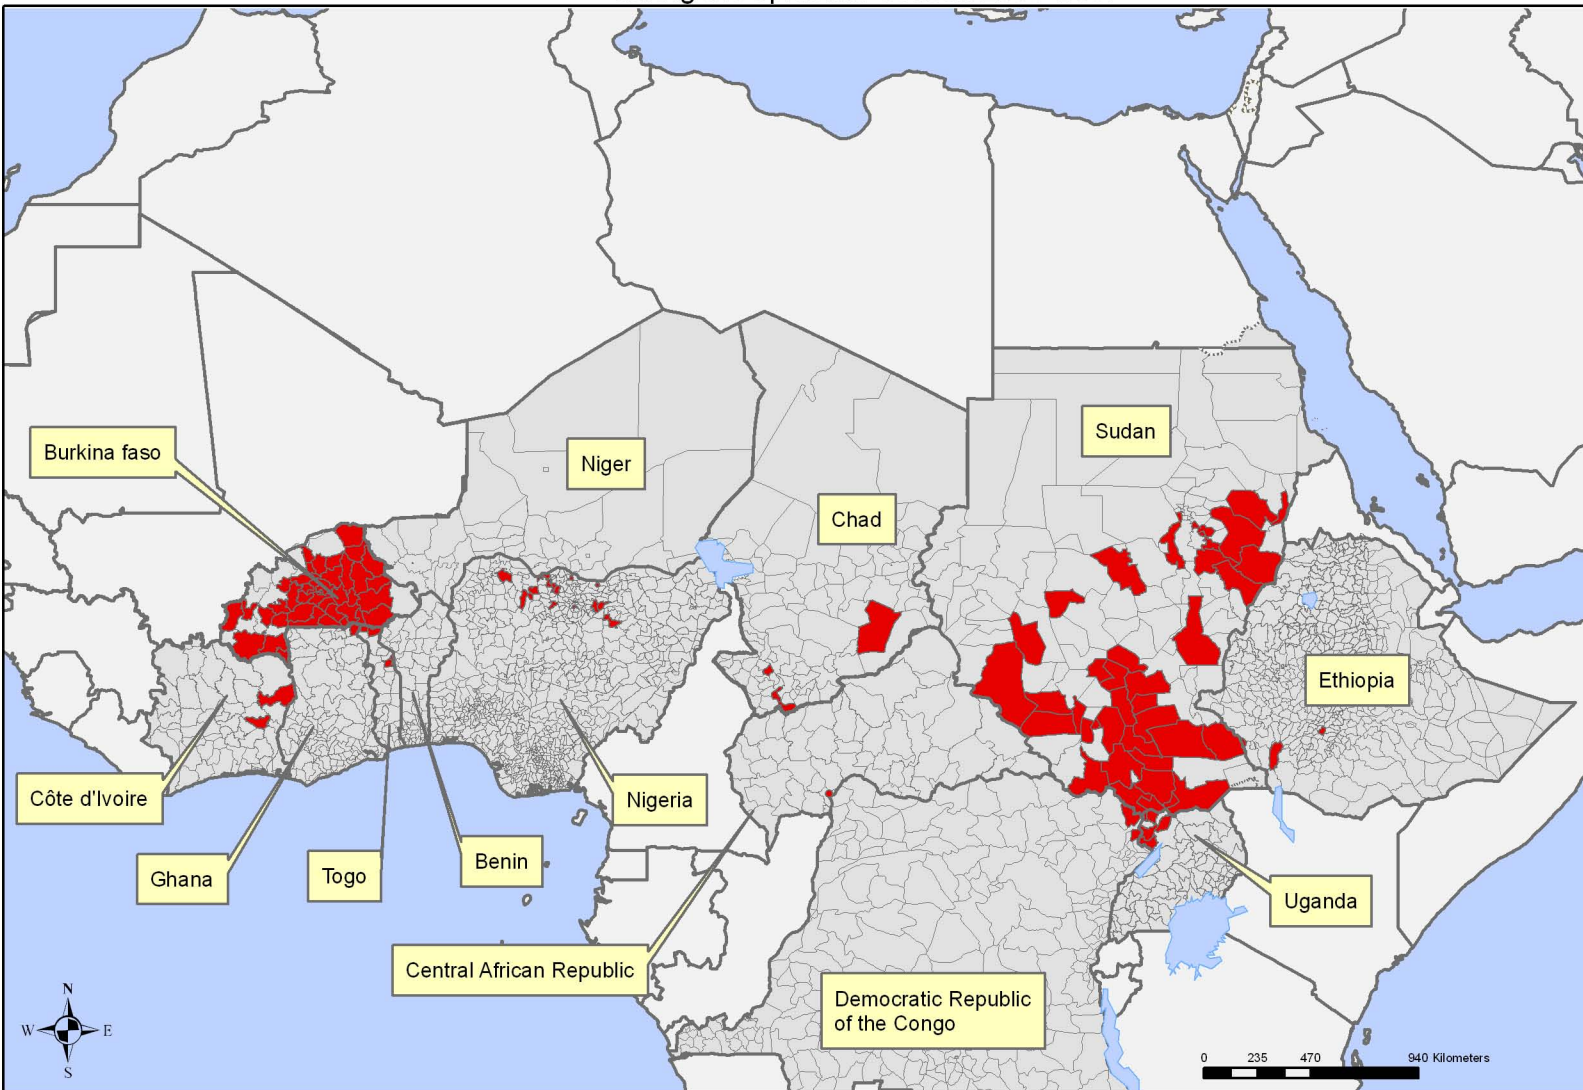 Sudan
Burkina faso
Niger
Chad
Ethiopia
Côte d'Ivoire
Nigeria
Ghana
Togo
Benin
Uganda
Central African Republic
Democratic Republic
of the Congo
N
W E
S
0 235 470 940 Kilometers